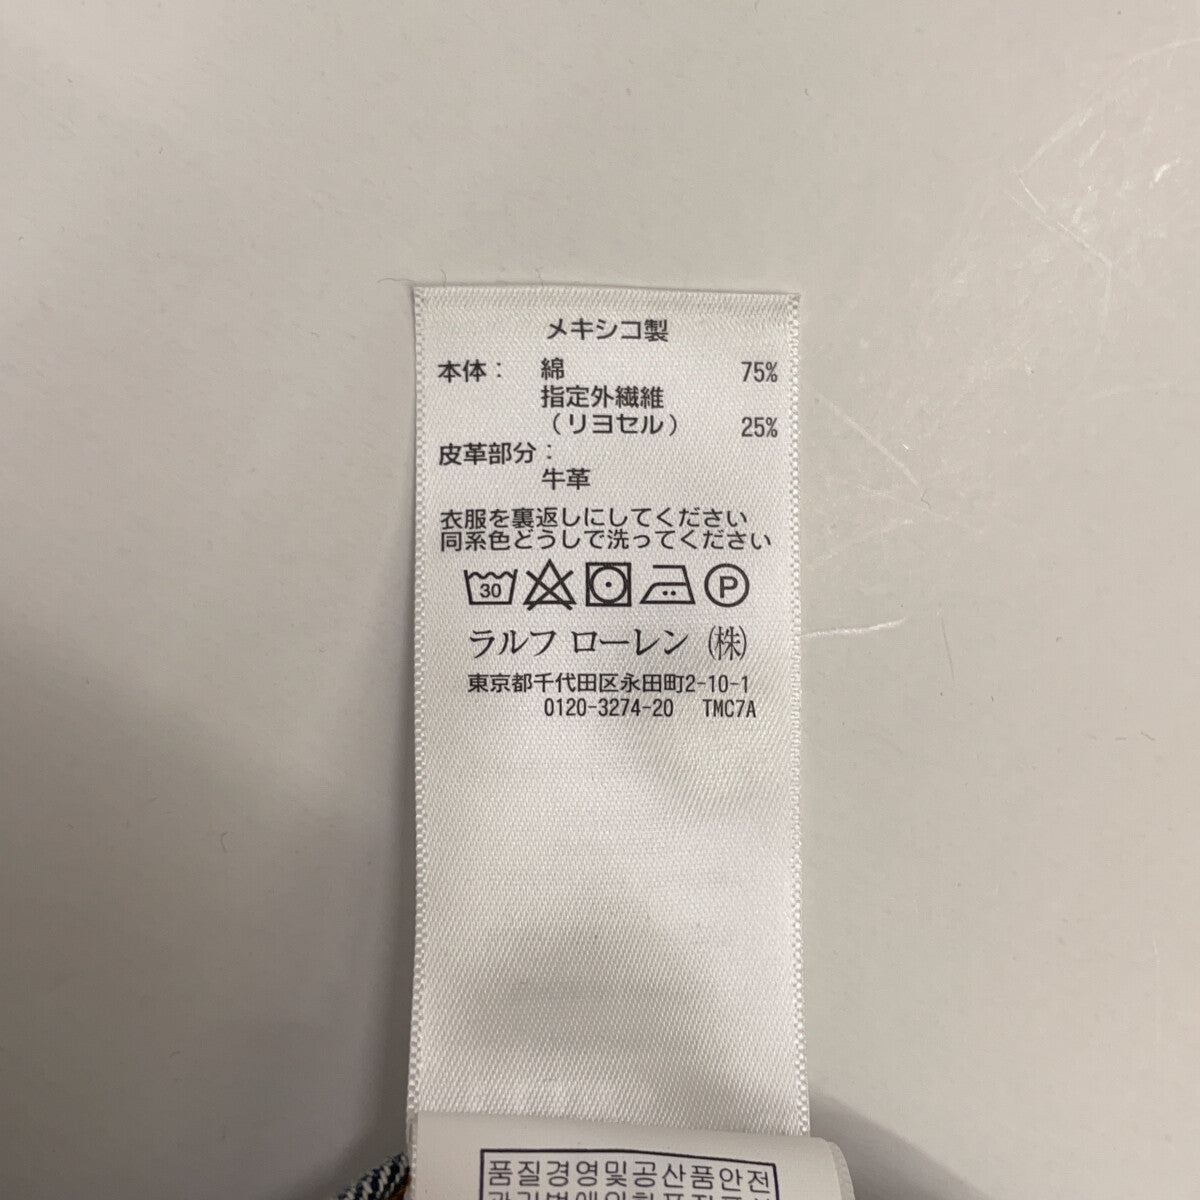 メキシコ製
本体： 綿 75%
指定外繊維
（リヨセル） 25%
皮革部分：
牛革
衣服を裏返しにしてください
同系色どうしで洗ってください
30 P
ラルフ ローレン ㈱
東京都千代田区永田町2-10-1
0120-3274-20 TMC7A
품질경영및공산품안전